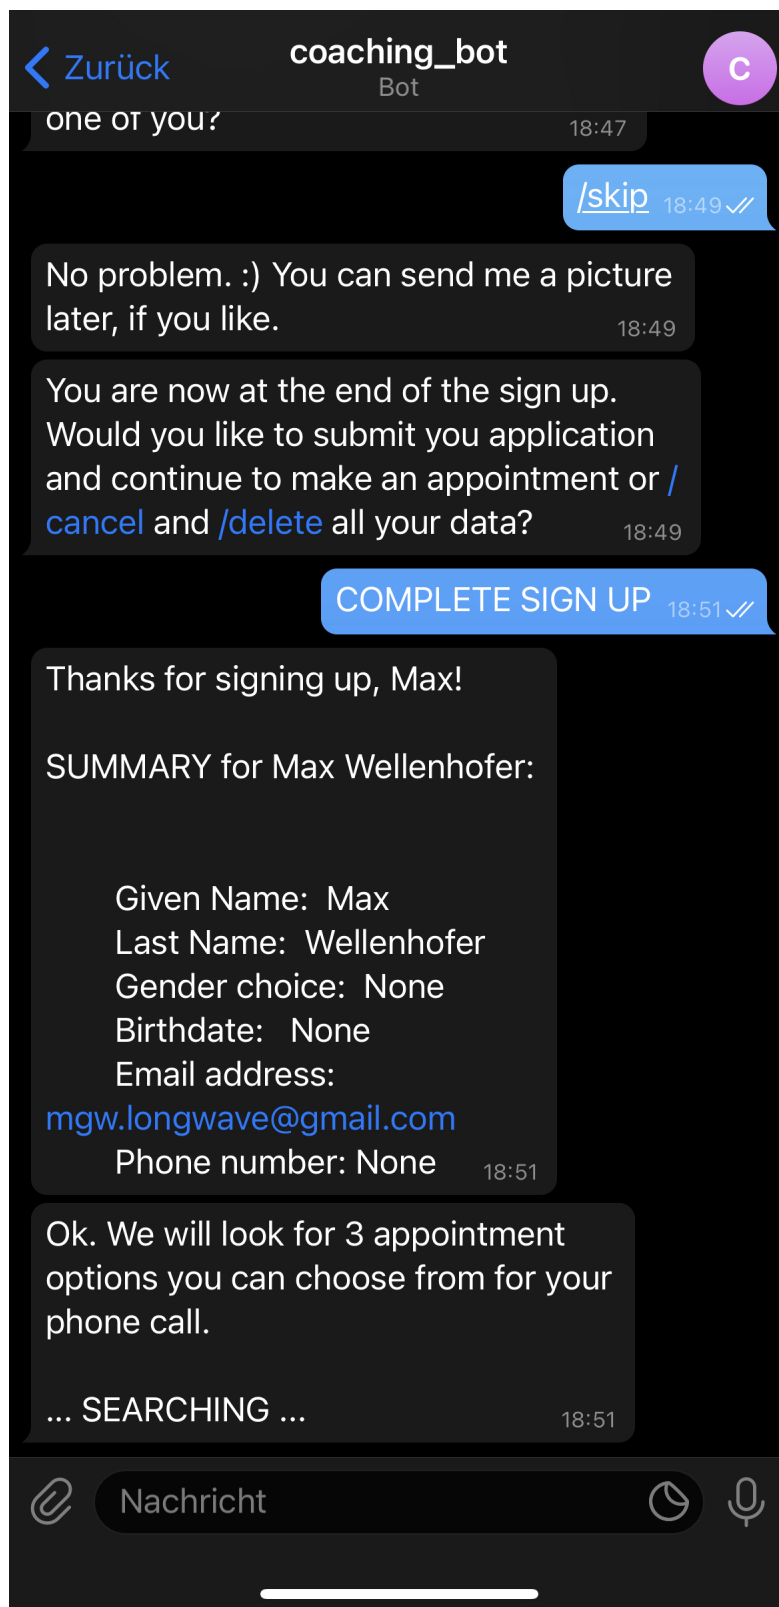 Zurück
coaching_bot
Bot
C
one of you?
18:47
/skip 18:49
No problem. :) You can send me a picture
later, if you like.
18:49
You are now at the end of the sign up.
Would you like to submit you application
and continue to make an appointment or /
cancel and /delete all your data?
18:49
COMPLETE SIGN UP 18:51
Thanks for signing up, Max!
SUMMARY for Max Wellenhofer:
Given Name: Max
Last Name: Wellenhofer
Gender choice: None
Birthdate: None
Email address:
mgw.longwave@gmail.com
Phone number: None 18:51
Ok. We will look for 3 appointment
options you can choose from for your
phone call.
... SEARCHING ...
18:51
Nachricht